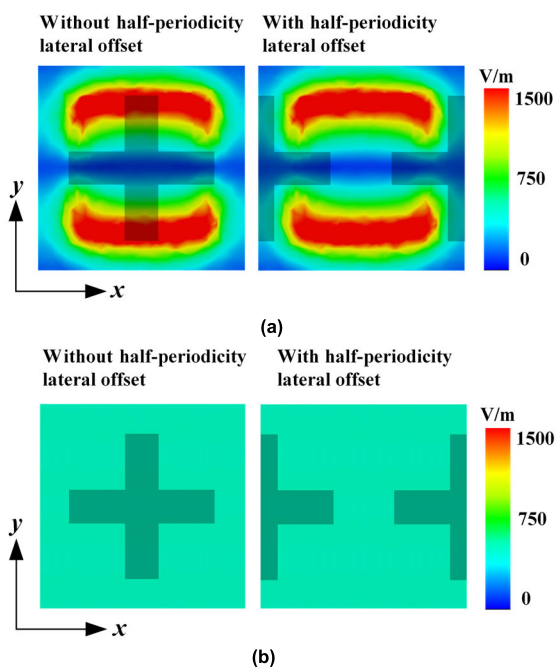 Without half-periodicity
lateral offset
With half-periodicity
lateral offset
V/m
1500
750
0
y
x
(a)
Without half-periodicity
lateral offset
With half-periodicity
lateral offset
V/m
1500
750
0
y
x
(b)